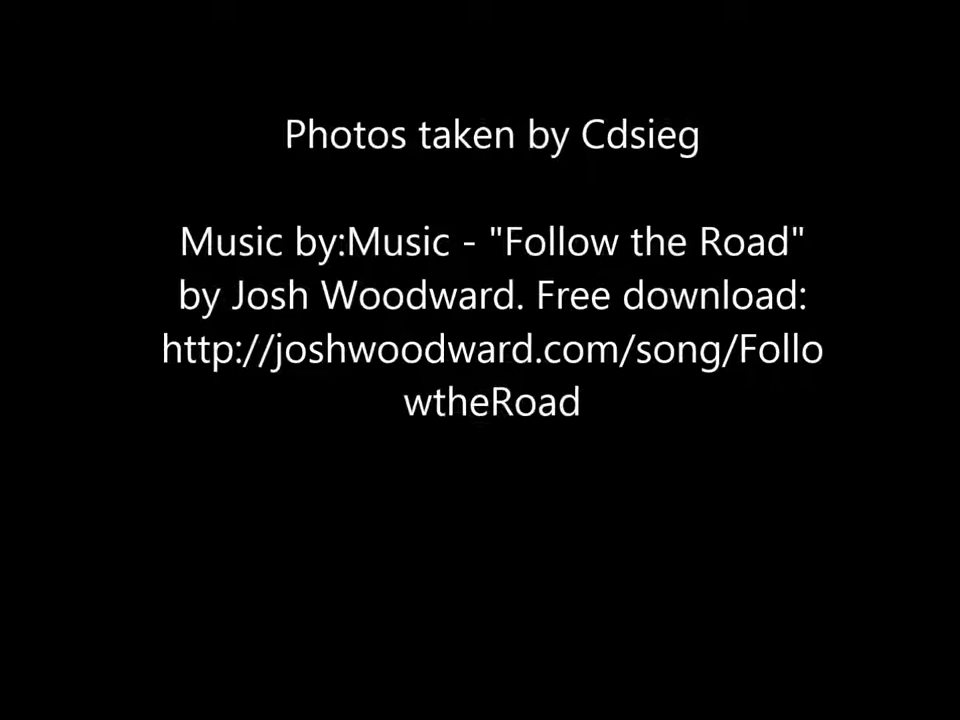 Photos taken by Cdsieg
Music by:Music - "Follow the Road"
by Josh Woodward. Free download:
http://joshwoodward.com/song/Follo
wtheRoad